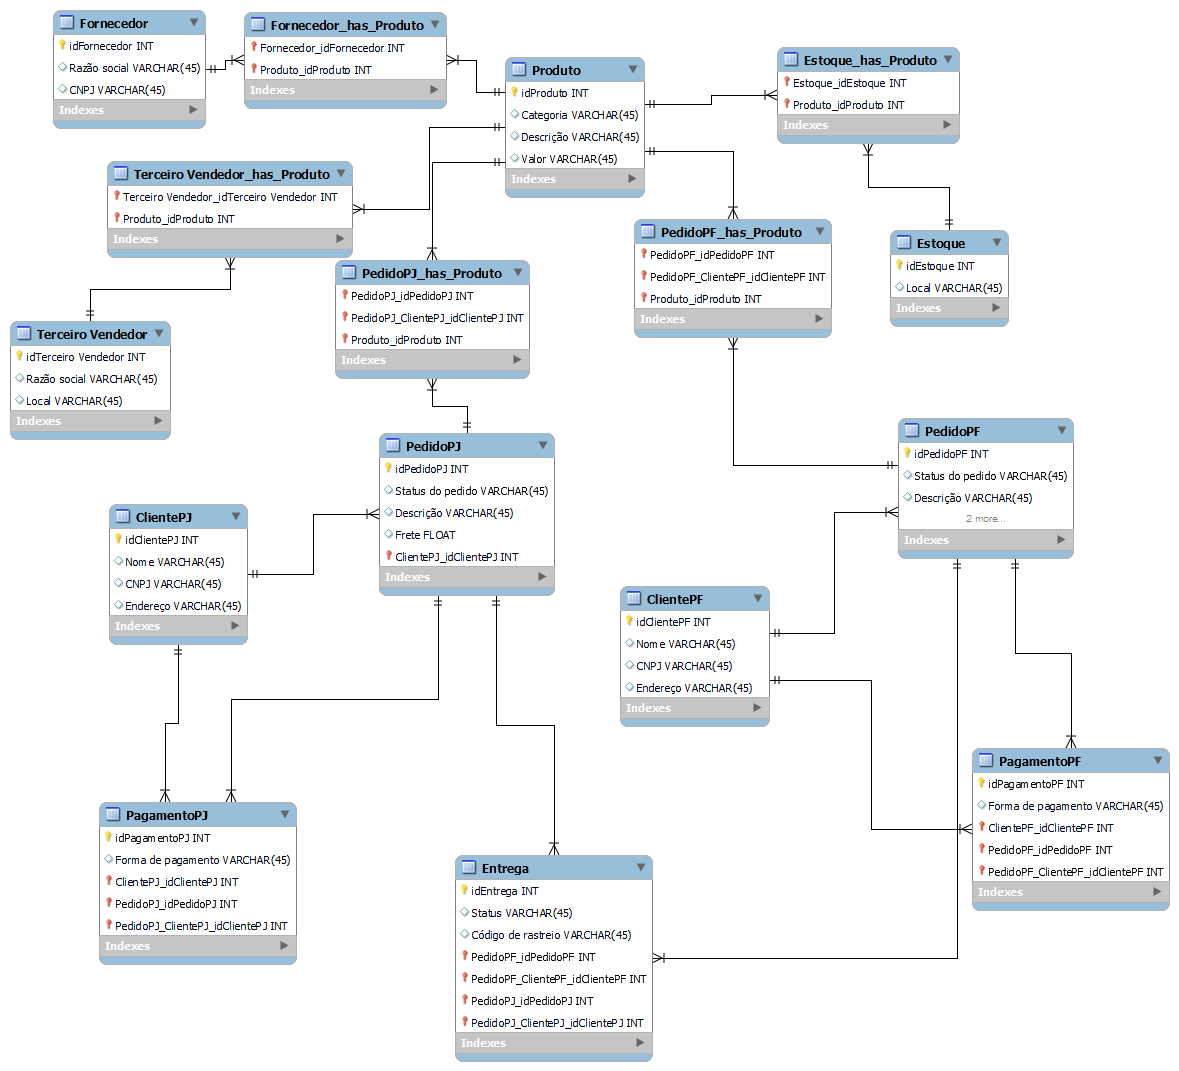 Fornecedor
idFornecedor INT
Razão social VARCHAR(45)
CNPJ VARCHAR(45)
Indexes
Fornecedor_has_Produto
Fornecedor_idFornecedor INT
Produto_idProduto INT
Indexes
Produto
idProduto INT
Categoria VARCHAR(45)
Descrição VARCHAR(45)
Valor VARCHAR(45)
Indexes
Estoque_has_Produto
Estoque_idEstoque INT
Produto_idProduto INT
Indexes
Terceiro Vendedor_has_Produto
Terceiro Vendedor_idTerceiro Vendedor INT
Produto_idProduto INT
Indexes
PedidoPJ_has_Produto
PedidoPJ_idPedidoPJ INT
PedidoPJ_ClientePJ_idClientePJ INT
Produto_idProduto INT
Indexes
PedidoPF_has_Produto
PedidoPF_idPedidoPF INT
PedidoPF_ClientePF_idClientePF INT
Produto_idProduto INT
Indexes
Estoque
idEstoque INT
Local VARCHAR(45)
Indexes
Terceiro Vendedor
idTerceiro Vendedor INT
Razão social VARCHAR(45)
Local VARCHAR(45)
Indexes
PedidoPJ
idPedidoPJ INT
Status do pedido VARCHAR(45)
Descrição VARCHAR(45)
Frete FLOAT
ClientePJ_idClientePJ INT
Indexes
PedidoPF
idPedidoPF INT
Status do pedido VARCHAR(45)
Descrição VARCHAR(45)
2 more...
Indexes
ClientePJ
idClientePJ INT
Nome VARCHAR(45)
CNPJ VARCHAR(45)
Endereço VARCHAR(45)
Indexes
ClientePF
idClientePF INT
Nome VARCHAR(45)
CNPJ VARCHAR(45)
Endereço VARCHAR(45)
Indexes
PagamentoPF
idPagamentoPF INT
Forma de pagamento VARCHAR(45)
ClientePF_idClientePF INT
PedidoPF_idPedidoPF INT
PedidoPF_ClientePF_idClientePF INT
Indexes
PagamentoPJ
idPagamentoPJ INT
Forma de pagamento VARCHAR(45)
ClientePJ_idClientePJ INT
PedidoPJ_idPedidoPJ INT
PedidoPJ_ClientePJ_idClientePJ INT
Indexes
Entrega
idEntrega INT
Status VARCHAR(45)
Código de rastreio VARCHAR(45)
PedidoPF_idPedidoPF INT
PedidoPF_ClientePF_idClientePF INT
PedidoPJ_idPedidoPJ INT
PedidoPJ_ClientePJ_idClientePJ INT
Indexes